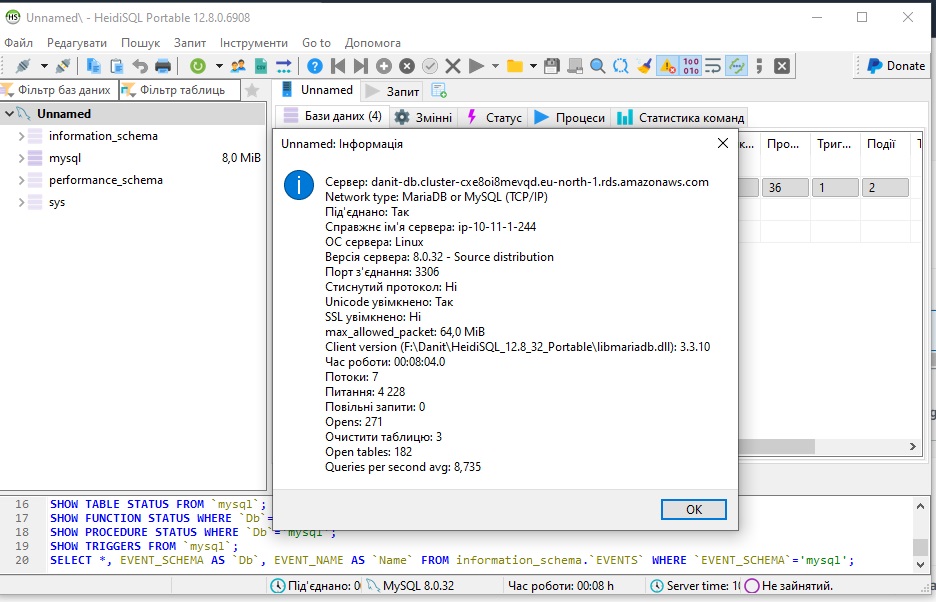 Unnamed\ - HeidiSQL Portable 12.8.0.6908
Файл Редагувати Пошук Запит Інструменти Go to Допомога
Donate
Фільтр баз даних Фільтр таблиць
Unnamed Запит
Бази даних (4) Змінні Статус Процеси Статистика команд
Unnamed
information_schema
mysql 8,0 MiB
performance_schema
sys
к... Про... Триг... Події
36 1 2
Unnamed: Інформація
Сервер: danit-db.cluster-cxe8oi8mevqd.eu-north-1.rds.amazonaws.com
Network type: MariaDB or MySQL (TCP/IP)
Під'єднано: Так
Справжнє ім'я сервера: ip-10-11-1-244
ОС сервера: Linux
Версія сервера: 8.0.32 - Source distribution
Порт з'єднання: 3306
Стиснутий протокол: Ні
Unicode увімкнено: Так
SSL увімкнено: Ні
max_allowed_packet: 64,0 MiB
Client version (F:\Danit\HeidiSQL_12.8_32_Portable\libmariadb.dll): 3.3.10
Час роботи: 00:08:04.0
Потоки: 7
Питання: 4 228
Повільні запити: 0
Opens: 271
Очистити таблицю: 3
Open tables: 182
Queries per second avg: 8,735
OK
16 SHOW TABLE STATUS FROM `mysql`;
17 SHOW FUNCTION STATUS WHERE `Db`=
18 SHOW PROCEDURE STATUS WHERE `Db`='mysql';
19 SHOW TRIGGERS FROM `mysql`;
20 SELECT *, EVENT_SCHEMA AS `Db`, EVENT_NAME AS `Name` FROM information_schema.`EVENTS` WHERE `EVENT_SCHEMA`='mysql';
Під'єднано: 0 MySQL 8.0.32 Час роботи: 00:08 h Server time: 1 Не зайнятий.